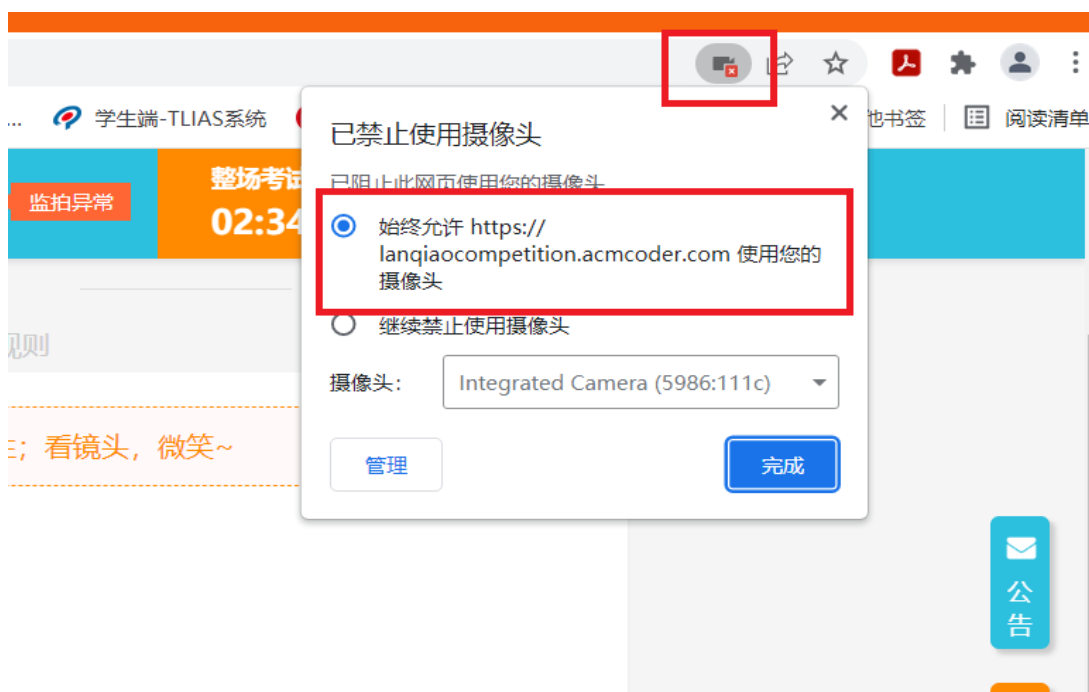 ... 学生端-TLIAS系统 他书签 阅读清单
已禁止使用摄像头
已阻止此网页使用您的摄像头
监拍异常
整场考试
02:34
始终允许 https://
lanqiaocompetition.acmcoder.com 使用您的
摄像头
继续禁止使用摄像头
规则
摄像头：
Integrated Camera (5986:111c)
；看镜头，微笑~
管理
完成
公
告